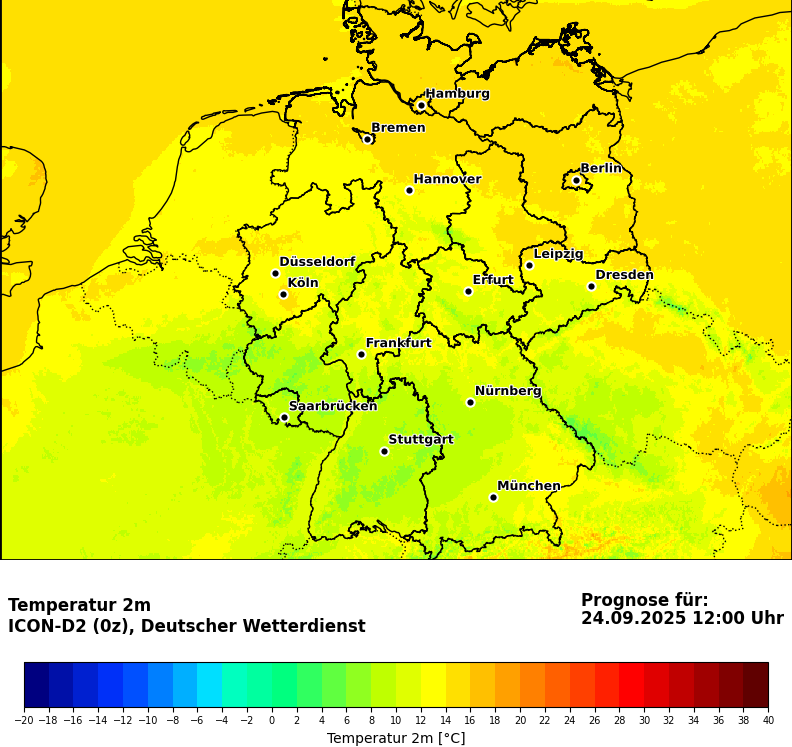 Hamburg
Bremen
Berlin
Hannover
Leipzig
Düsseldorf
Dresden
Köln
Erfurt
Frankfurt
Nürnberg
Saarbrücken
Stuttgart
München
Temperatur 2m
ICON-D2 (0z), Deutscher Wetterdienst
Prognose für:
24.09.2025 12:00 Uhr
−20 −18 −16 −14 −12 −10 −8 −6 −4 −2 0 2 4 6 8 10 12 14 16 18 20 22 24 26 28 30 32 34 36 38 40
Temperatur 2m [°C]